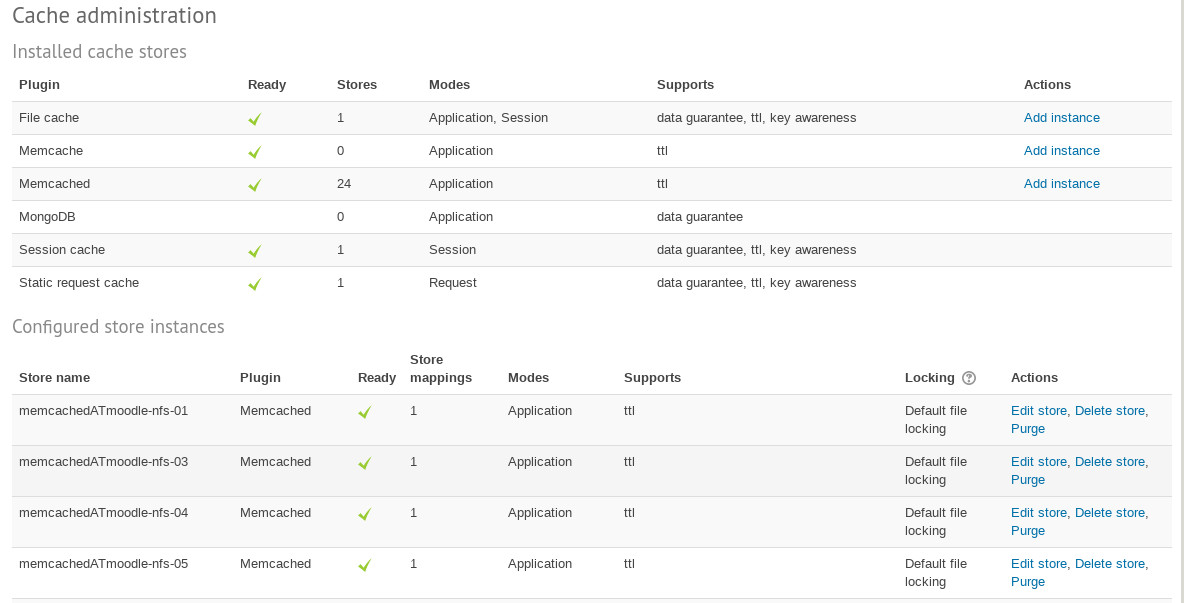 Cache administration
Installed cache stores
Plugin Ready Stores Modes Supports Actions
File cache 1 Application, Session data guarantee, ttl, key awareness Add instance
Memcache 0 Application ttl Add instance
Memcached 24 Application ttl Add instance
MongoDB 0 Application data guarantee
Session cache 1 Session data guarantee, ttl, key awareness
Static request cache 1 Request data guarantee, ttl, key awareness
Configured store instances
Store
Store name Plugin Ready mappings Modes Supports Locking ? Actions
memcachedATmoodle-nfs-01 Memcached 1 Application ttl Default file Edit store, Delete store,
locking Purge
memcachedATmoodle-nfs-03 Memcached 1 Application ttl Default file Edit store, Delete store,
locking Purge
memcachedATmoodle-nfs-04 Memcached 1 Application ttl Default file Edit store, Delete store,
locking Purge
memcachedATmoodle-nfs-05 Memcached 1 Application ttl Default file Edit store, Delete store,
locking Purge